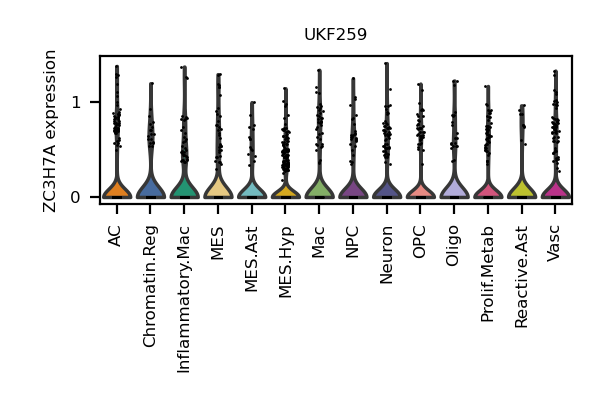 UKF259
ZC3H7A expression
1
0
AC
Chromatin.Reg
Inflammatory.Mac
MES
MES.Ast
MES.Hyp
Mac
NPC
Neuron
OPC
Oligo
Prolif.Metab
Reactive.Ast
Vasc